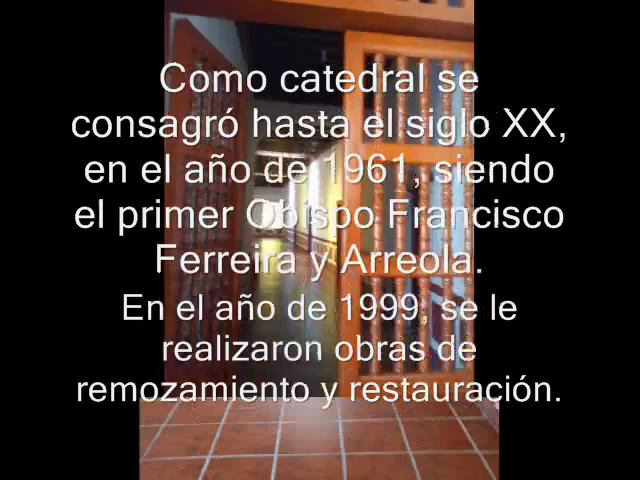 Como catedral se
consagró hasta el siglo XX,
en el año de 1961, siendo
el primer Obispo Francisco
Ferreira y Arreola.
En el año de 1999, se le
realizaron obras de
remozamiento y restauración.